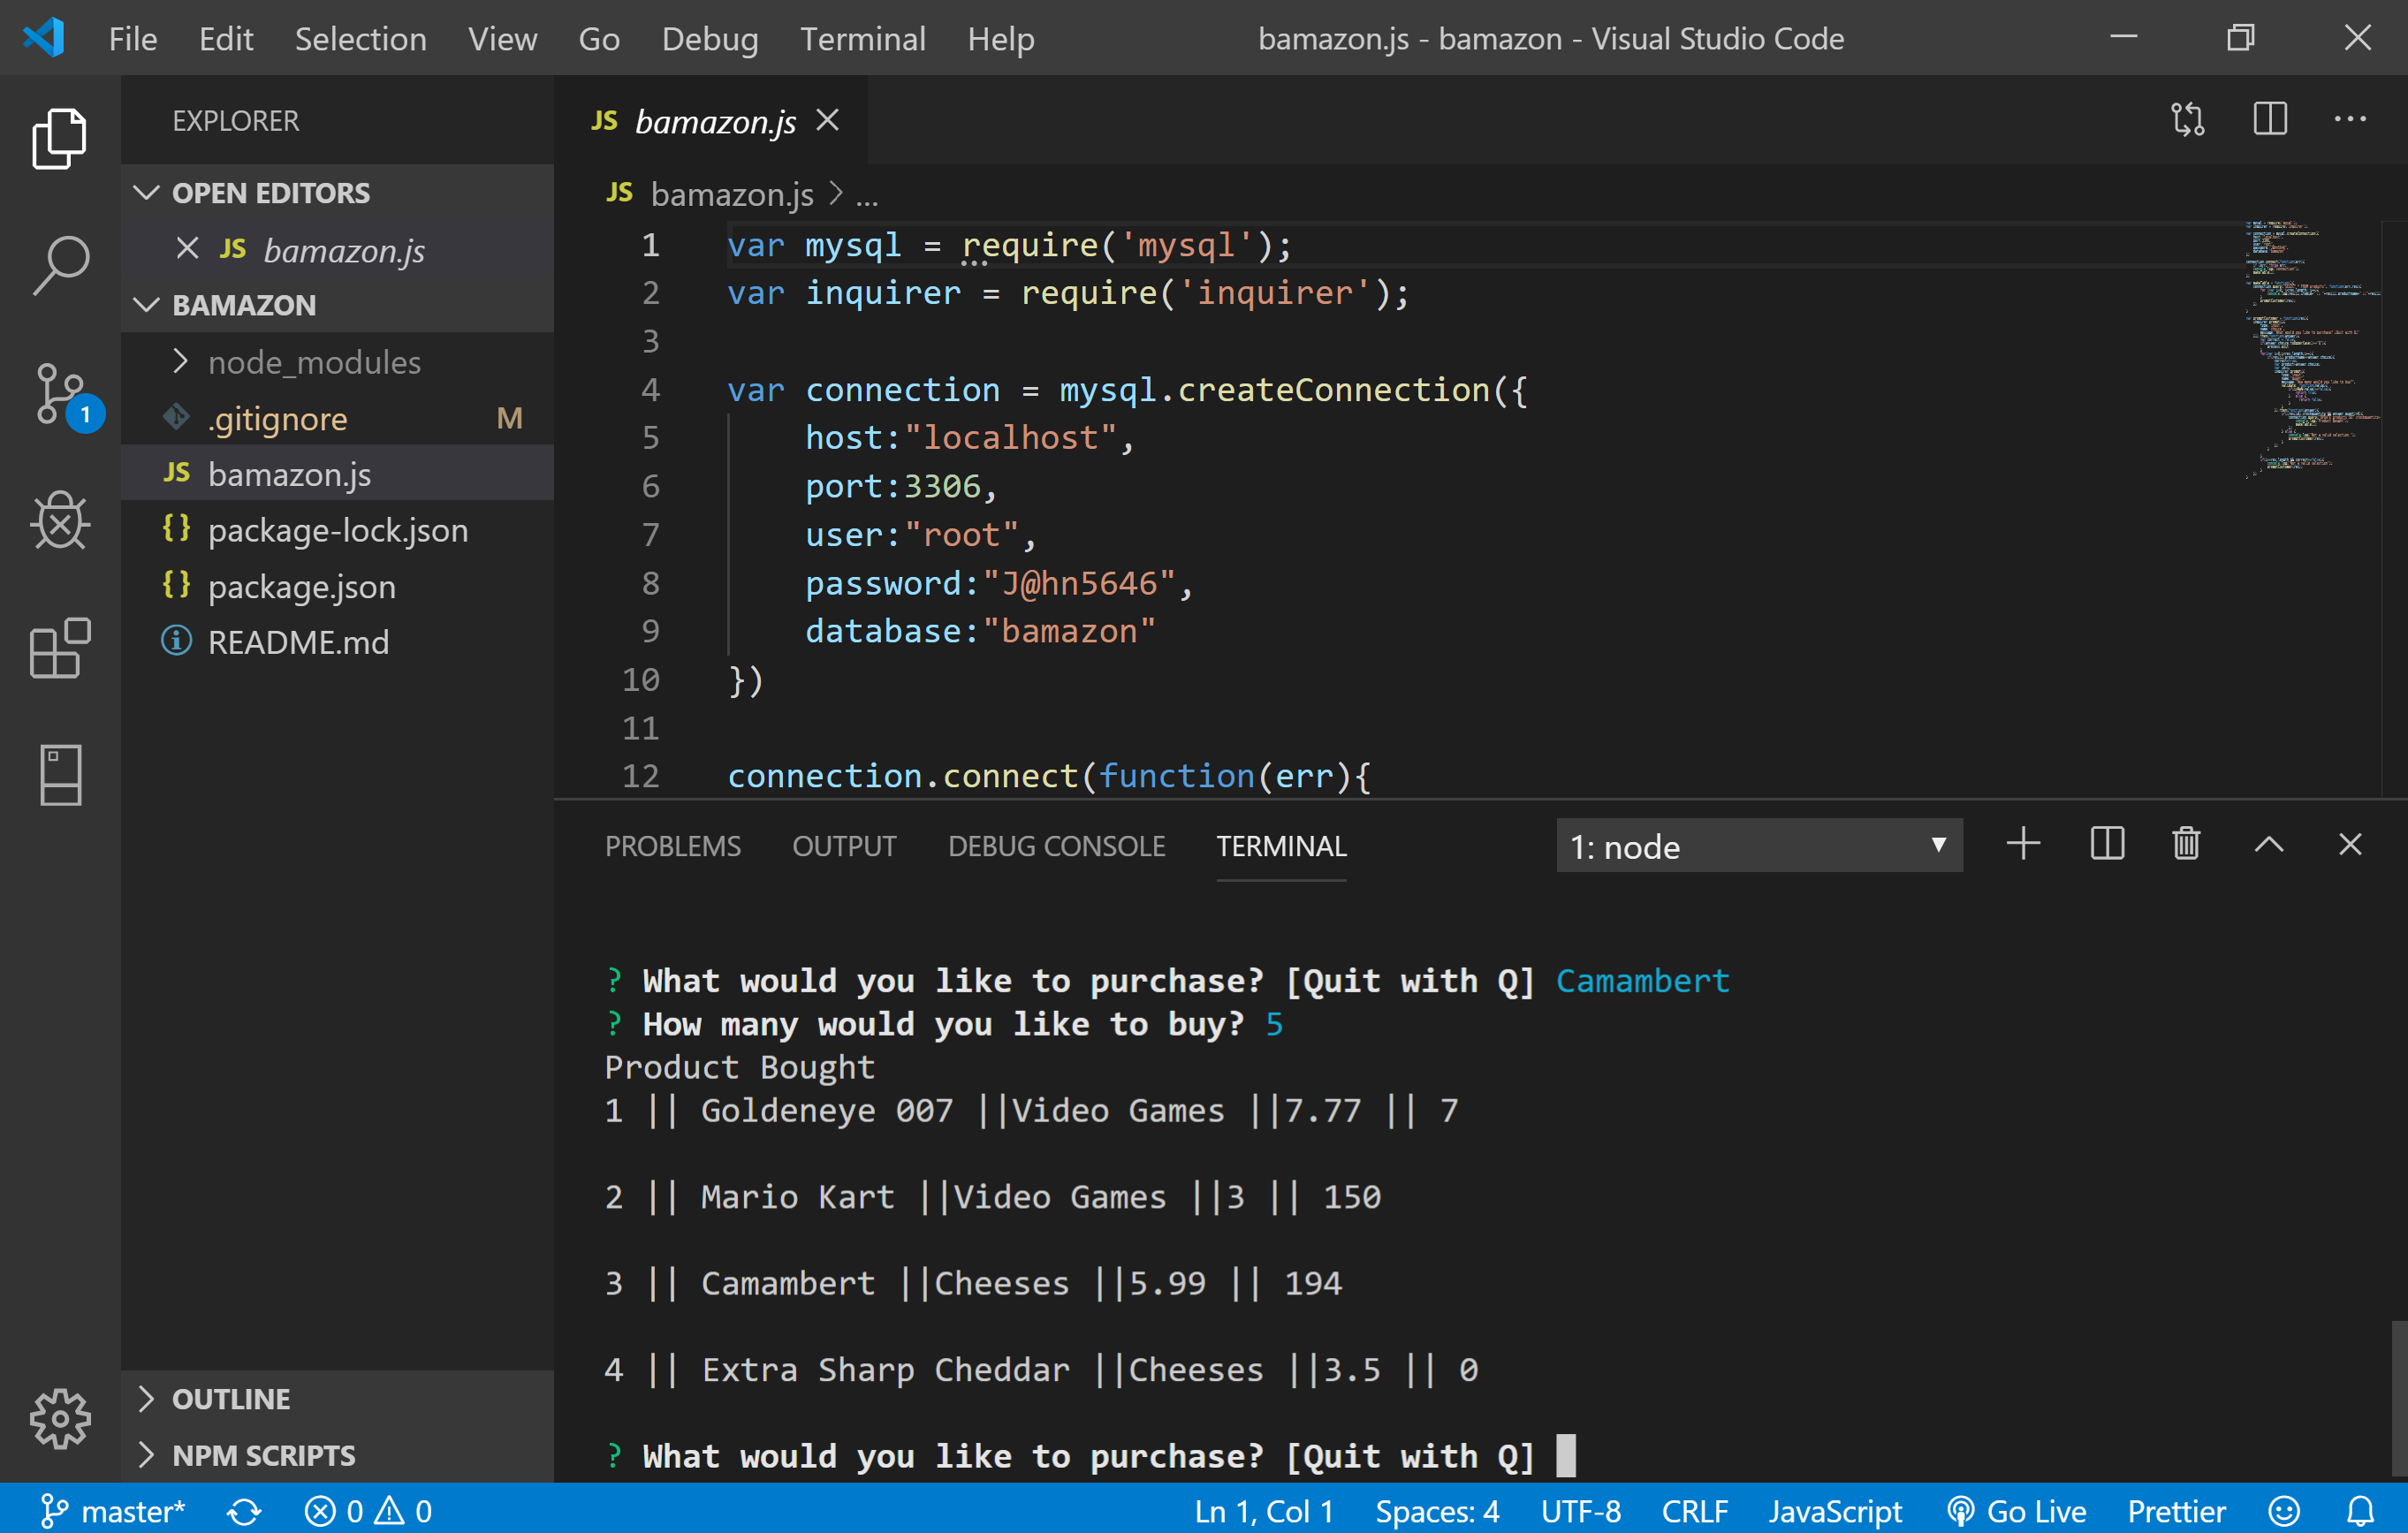 File Edit Selection View Go Debug Terminal Help bamazon.js - bamazon - Visual Studio Code
EXPLORER
OPEN EDITORS
JS bamazon.js
BAMAZON
node_modules
.gitignore M
JS bamazon.js
{} package-lock.json
{} package.json
README.md
OUTLINE
NPM SCRIPTS
1
JS bamazon.js
JS bamazon.js > ...
1 var mysql = require('mysql');
2 var inquirer = require('inquirer');
3
4 var connection = mysql.createConnection({
5 host:"localhost",
6 port:3306,
7 user:"root",
8 password:"J@hn5646",
9 database:"bamazon"
10 })
11
12 connection.connect(function(err){
PROBLEMS OUTPUT DEBUG CONSOLE TERMINAL 1: node
? What would you like to purchase? [Quit with Q] Camambert
? How many would you like to buy? 5
Product Bought
1 || Goldeneye 007 ||Video Games ||7.77 || 7
2 || Mario Kart ||Video Games ||3 || 150
3 || Camambert ||Cheeses ||5.99 || 194
4 || Extra Sharp Cheddar ||Cheeses ||3.5 || 0
? What would you like to purchase? [Quit with Q]
master* 0 0 Ln 1, Col 1 Spaces: 4 UTF-8 CRLF JavaScript Go Live Prettier